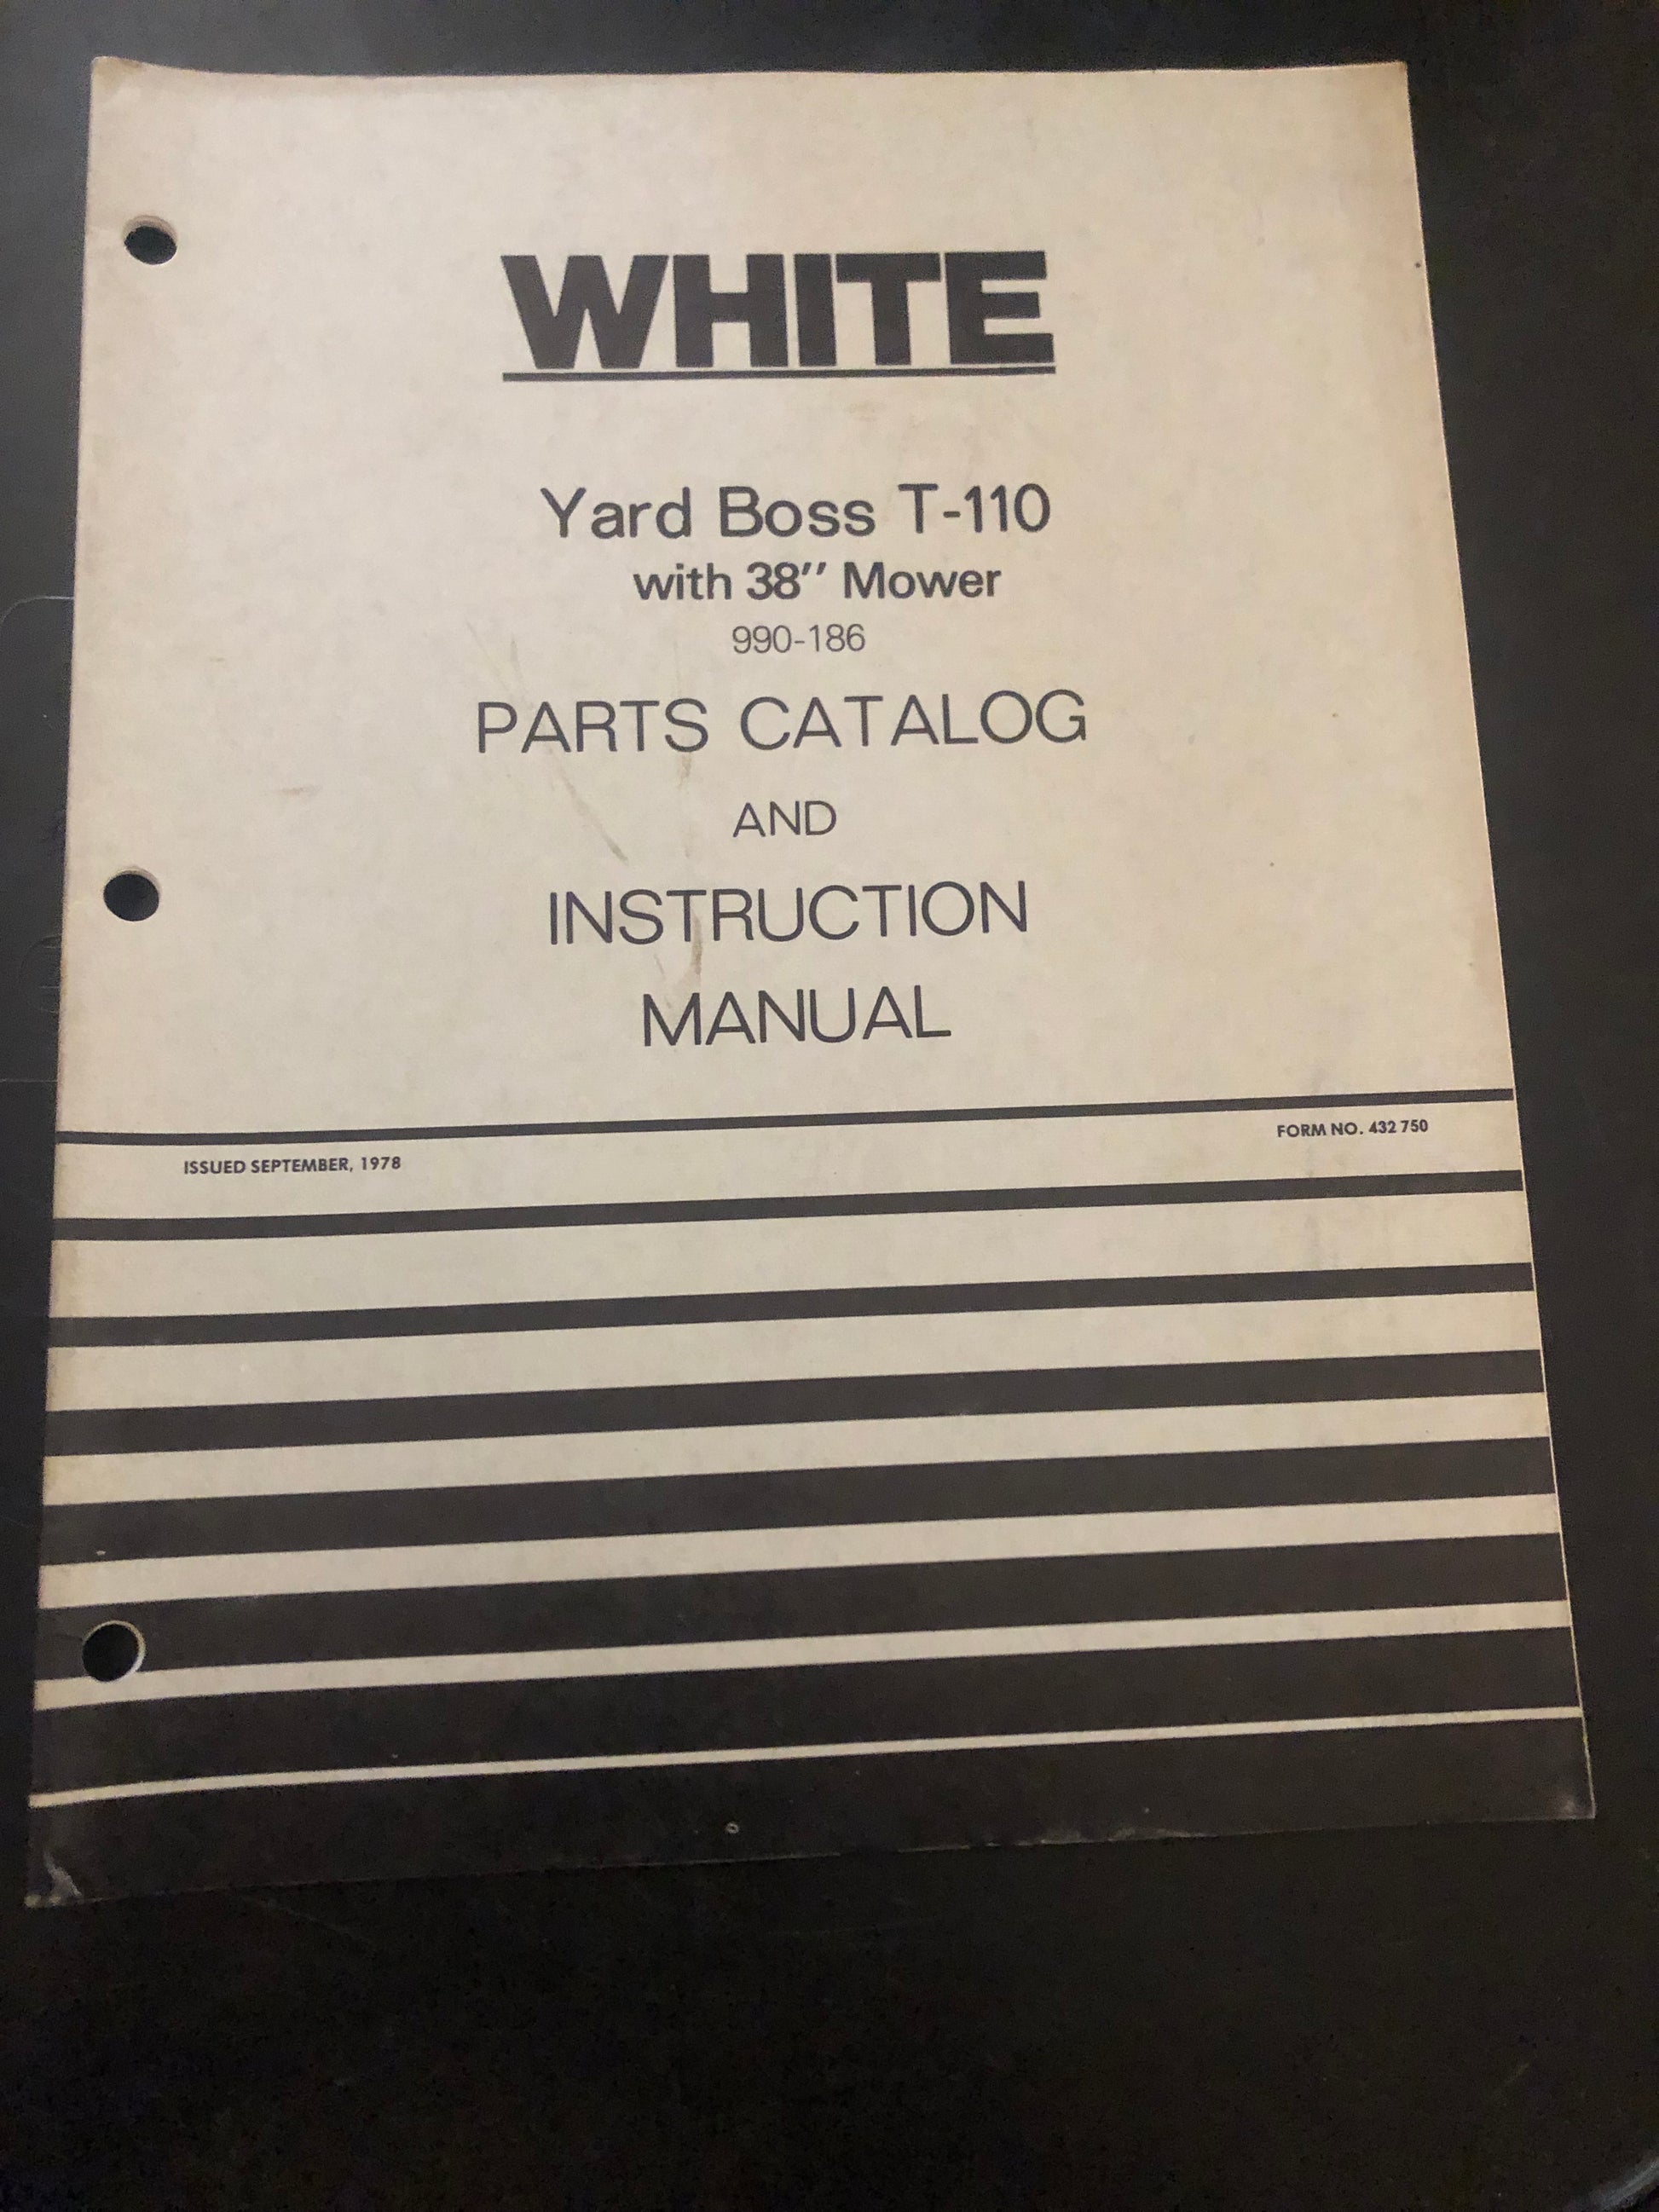 WHITE
Yard Boss T-110
with 38" Mower
990-186
PARTS CATALOG
AND
INSTRUCTION
MANUAL
ISSUED SEPTEMBER, 1978
FORM NO. 432 750